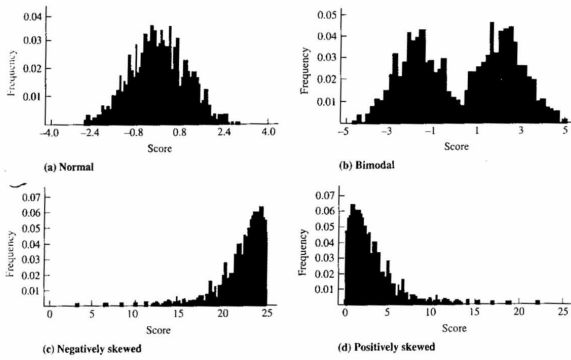 0.04
0.03
0.02
0.01
Frequency
-4.0 -2.4 -0.8 0.8 2.4 4.0
Score
(a) Normal
0.05
0.04
0.03
0.02
0.01
Frequency
-5 -3 -1 1 3 5
Score
(b) Bimodal
0.07
0.06
0.05
0.04
0.03
0.02
0.01
Frequency
0 5 10 15 20 25
Score
(c) Negatively skewed
0.07
0.06
0.05
0.04
0.03
0.02
0.01
Frequency
0 5 10 15 20 25
Score
(d) Positively skewed